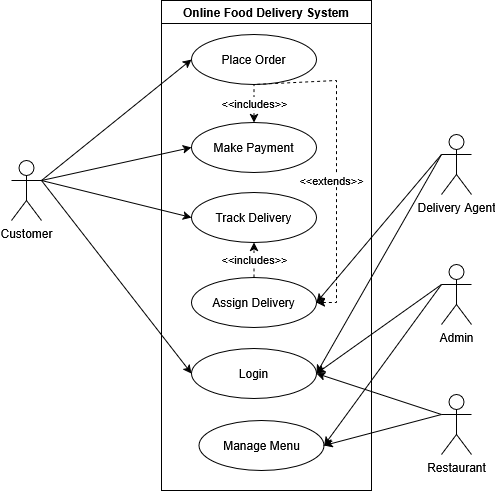 Online Food Delivery System
Place Order
<<includes>>
Make Payment
<<extends>>
Track Delivery
<<includes>>
Assign Delivery
Login
Manage Menu
Customer
Delivery Agent
Admin
Restaurant